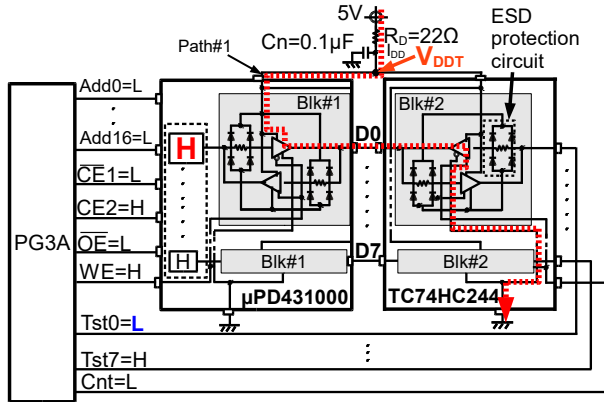 5V
Cn=0.1µF
RD=22Ω
IDD
ESD
protection
circuit
Path#1
VDDT
Add0=L
Add16=L
CE1=L
CE2=H
OE=L
WE=H
PG3A
H
H
Blk#1
Blk#2
D0
D7
Blk#1
Blk#2
µPD431000
TC74HC244
Tst0=L
Tst7=H
Cnt=L